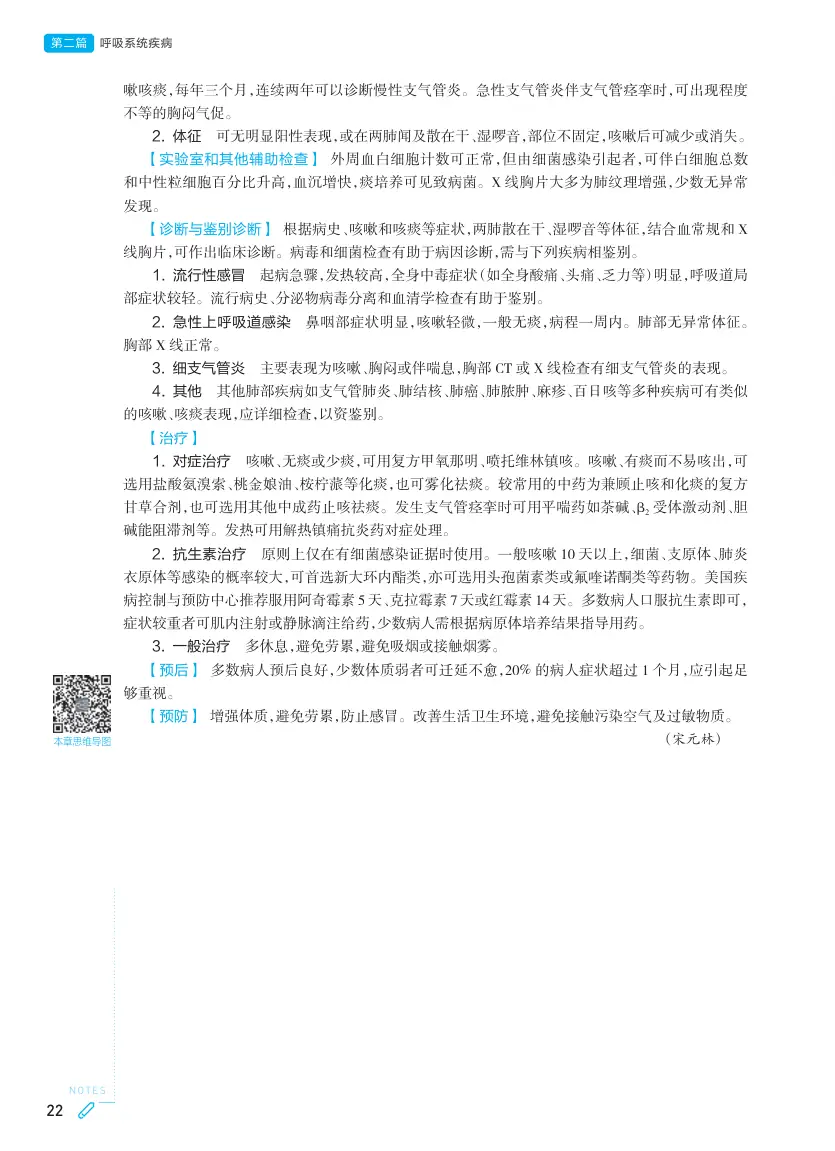 第二篇 呼吸系统疾病
嗽咳痰,每年三个月,连续两年可以诊断慢性支气管炎。急性支气管炎伴支气管痉挛时,可出现程度
不等的胸闷气促。
2. 体征 可无明显阳性表现,或在两肺闻及散在干、湿啰音,部位不固定,咳嗽后可减少或消失。
【实验室和其他辅助检查】 外周血白细胞计数可正常,但由细菌感染引起者,可伴白细胞总数
和中性粒细胞百分比升高,血沉增快,痰培养可见致病菌。X 线胸片大多为肺纹理增强,少数无异常
发现。
【诊断与鉴别诊断】 根据病史、咳嗽和咳痰等症状,两肺散在干、湿啰音等体征,结合血常规和 X
线胸片,可作出临床诊断。病毒和细菌检查有助于病因诊断,需与下列疾病相鉴别。
1. 流行性感冒 起病急骤,发热较高,全身中毒症状(如全身酸痛、头痛、乏力等)明显,呼吸道局
部症状较轻。流行病史、分泌物病毒分离和血清学检查有助于鉴别。
2. 急性上呼吸道感染 鼻咽部症状明显,咳嗽轻微,一般无痰,病程一周内。肺部无异常体征。
胸部 X 线正常。
3. 细支气管炎 主要表现为咳嗽、胸闷或伴喘息,胸部 CT 或 X 线检查有细支气管炎的表现。
4. 其他 其他肺部疾病如支气管肺炎、肺结核、肺癌、肺脓肿、麻疹、百日咳等多种疾病可有类似
的咳嗽、咳痰表现,应详细检查,以资鉴别。
【治疗】
1. 对症治疗 咳嗽、无痰或少痰,可用复方甲氧那明、喷托维林镇咳。咳嗽、有痰而不易咳出,可
选用盐酸氨溴索、桃金娘油、桉柠蒎等化痰,也可雾化祛痰。较常用的中药为兼顾止咳和化痰的复方
甘草合剂,也可选用其他中成药止咳祛痰。发生支气管痉挛时可用平喘药如茶碱、β₂ 受体激动剂、胆
碱能阻滞剂等。发热可用解热镇痛抗炎药对症处理。
2. 抗生素治疗 原则上仅在有细菌感染证据时使用。一般咳嗽 10 天以上,细菌、支原体、肺炎
衣原体等感染的概率较大,可首选新大环内酯类,亦可选用头孢菌素类或氟喹诺酮类等药物。美国疾
病控制与预防中心推荐服用阿奇霉素 5 天、克拉霉素 7 天或红霉素 14 天。多数病人口服抗生素即可,
症状较重者可肌内注射或静脉滴注给药,少数病人需根据病原体培养结果指导用药。
3. 一般治疗 多休息,避免劳累,避免吸烟或接触烟雾。
【预后】 多数病人预后良好,少数体质弱者可迁延不愈,20% 的病人症状超过 1 个月,应引起足
够重视。
【预防】 增强体质,避免劳累,防止感冒。改善生活卫生环境,避免接触污染空气及过敏物质。
(宋元林)
本章思维导图
NOTES
22